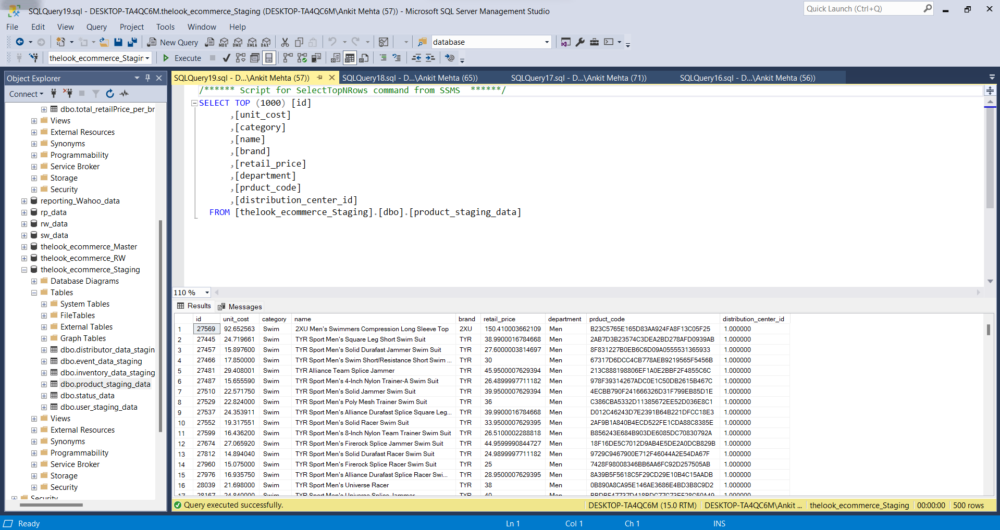 SQLQuery19.sql - DESKTOP-TA4QC6M.thelook_ecommerce_Staging (DESKTOP-TA4QC6M\Ankit Mehta (57)) - Microsoft SQL Server Management Studio
Quick Launch (Ctrl+Q)
File Edit View Query Project Tools Window Help
New Query MDX DMX XMLA DAX database
thelook_ecommerce_Stagin Execute
Object Explorer
Connect
dbo.total_retailPrice_per_br
Views
External Resources
Synonyms
Programmability
Service Broker
Storage
Security
reporting_Wahoo_data
rp_data
rw_data
sw_data
thelook_ecommerce_Master
thelook_ecommerce_RW
thelook_ecommerce_Staging
Database Diagrams
Tables
System Tables
FileTables
External Tables
Graph Tables
dbo.distributor_data_stagin
dbo.event_data_staging
dbo.inventory_data_staging
dbo.product_staging_data
dbo.status_data
dbo.user_staging_data
Views
External Resources
Synonyms
Programmability
Service Broker
Storage
Security
Security
SQLQuery19.sql - D...\Ankit Mehta (57)) SQLQuery18.sql - D...\Ankit Mehta (65)) SQLQuery17.sql - D...\Ankit Mehta (71)) SQLQuery16.sql - D...\Ankit Mehta (56))
/****** Script for SelectTopNRows command from SSMS  ******/
SELECT TOP (1000) [id]
,[unit_cost]
,[category]
,[name]
,[brand]
,[retail_price]
,[department]
,[prduct_code]
,[distribution_center_id]
FROM [thelook_ecommerce_Staging].[dbo].[product_staging_data]
110 %
Results Messages
id unit_cost category name brand retail_price department prduct_code distribution_center_id
1 27569 92.652563 Swim 2XU Men's Swimmers Compression Long Sleeve Top 2XU 150.410003662109 Men B23C5765E165D83AA924FA8F13C05F25 1.000000
2 27445 24.719661 Swim TYR Sport Men's Square Leg Short Swim Suit TYR 38.9900016784668 Men 2AB7D3B23574C3DEA2BD278AFD0939AB 1.000000
3 27457 15.897600 Swim TYR Sport Men's Solid Durafast Jammer Swim Suit TYR 27.6000003814697 Men 8F831227B0EB6C6D09A0555531365933 1.000000
4 27466 17.850000 Swim TYR Sport Men's Swim Short/Resistance Short Swim ... TYR 30 Men 67317D6DCC4CB778AEB9219565F5456B 1.000000
5 27481 29.408001 Swim TYR Alliance Team Splice Jammer TYR 45.9500007629394 Men 213C888198806EF1A0E2BBF2F4855C6C 1.000000
6 27487 15.655590 Swim TYR Sport Men's 4-Inch Nylon Trainer-A Swim Suit TYR 26.4899997711182 Men 978F39314267ADC0E1C50DB2615B467C 1.000000
7 27510 22.571750 Swim TYR Sport Men's Solid Jammer Swim Suit TYR 39.9500007629394 Men 4ECBB790F241666326D31F799EB85D1E 1.000000
8 27529 22.824000 Swim TYR Sport Men's Poly Mesh Trainer Swim Suit TYR 36 Men C386CBA5332D11385672EE52D036E8C1 1.000000
9 27537 24.353911 Swim TYR Sport Men's Alliance Durafast Splice Square Leg... TYR 39.9900016784668 Men D012C46243D7E2391B64B221DFCC18E3 1.000000
10 27552 19.317551 Swim TYR Sport Men's Solid Racer Swim Suit TYR 33.9500007629395 Men 2AF9B1A840B4ECD522FE1CDA88C8385E 1.000000
11 27599 16.436200 Swim TYR Sport Men's 8-Inch Nylon Team Trainer Swim Suit TYR 26.5100002288818 Men B856243E684B903DE6085DC70830792A 1.000000
12 27674 27.065920 Swim TYR Sport Men's Firerock Splice Jammer Swim Suit TYR 44.9599990844727 Men 18F16DE5C7012D9AB4E5DE2A0DCB829B 1.000000
13 27812 14.894040 Swim TYR Sport Men's Solid Durafast Racer Swim Suit TYR 24.9899997711182 Men 9729C9467900E712F46044A2E54DA67F 1.000000
14 27960 15.075000 Swim TYR Sport Men's Firerock Splice Racer Swim Suit TYR 25 Men 7428F98008346BB6AA6FC92D257505AB 1.000000
15 27976 16.935750 Swim TYR Sport Men's Alliance Durafast Splice Racer Swi... TYR 28.9500007629395 Men 8A39B5F5618C5F29CD29E10B4C15AADB 1.000000
16 28039 21.698000 Swim TYR Sport Men's Universe Racer TYR 38 Men 0B890A8CA95E146AE3686E4BD3B8C9D2 1.000000
17 28167 24.840000 Swim TYR Sport Men's Universe Splice Jammer TYR 40 Men 1.000000
Query executed successfully. DESKTOP-TA4QC6M (15.0 RTM) DESKTOP-TA4QC6M\Ankit ... thelook_ecommerce_Staging 00:00:00 500 rows
Ready Ln 1 Col 1 Ch 1 INS